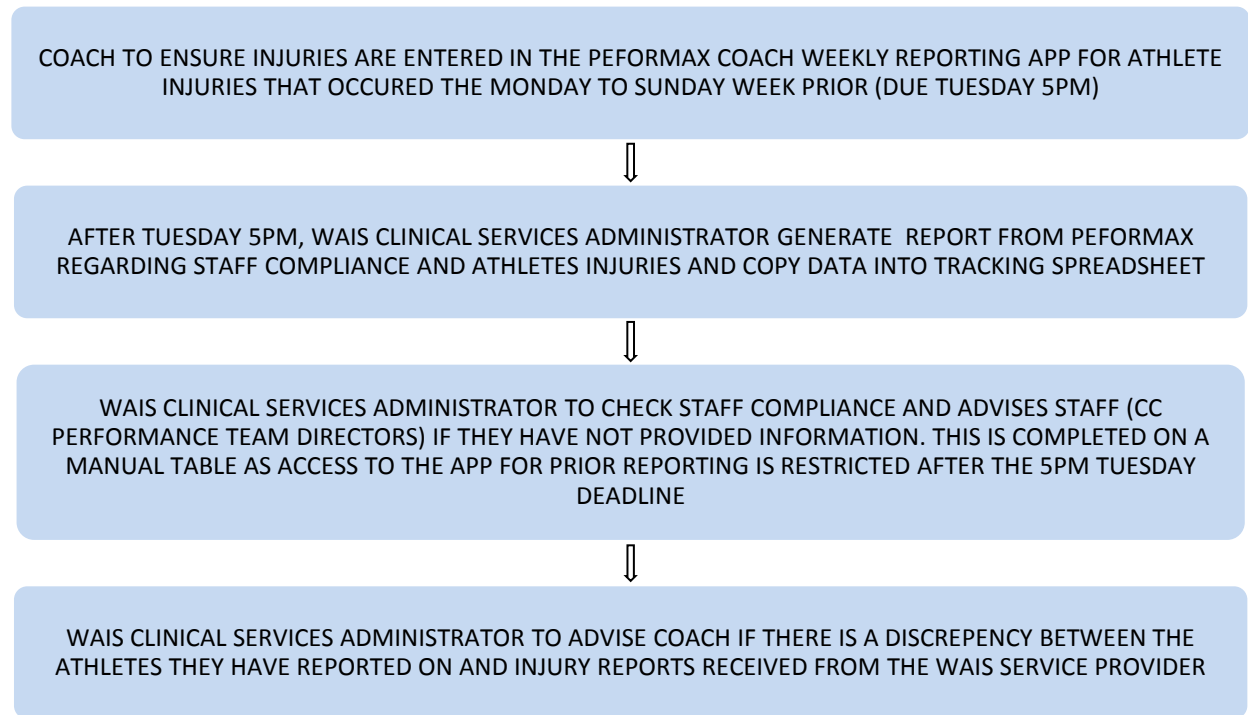 COACH TO ENSURE INJURIES ARE ENTERED IN THE PEFORMAX COACH WEEKLY REPORTING APP FOR ATHLETE
INJURIES THAT OCCURED THE MONDAY TO SUNDAY WEEK PRIOR (DUE TUESDAY 5PM)
AFTER TUESDAY 5PM, WAIS CLINICAL SERVICES ADMINISTRATOR GENERATE REPORT FROM PEFORMAX
REGARDING STAFF COMPLIANCE AND ATHLETES INJURIES AND COPY DATA INTO TRACKING SPREADSHEET
WAIS CLINICAL SERVICES ADMINISTRATOR TO CHECK STAFF COMPLIANCE AND ADVISES STAFF (CC
PERFORMANCE TEAM DIRECTORS) IF THEY HAVE NOT PROVIDED INFORMATION. THIS IS COMPLETED ON A
MANUAL TABLE AS ACCESS TO THE APP FOR PRIOR REPORTING IS RESTRICTED AFTER THE 5PM TUESDAY
DEADLINE
WAIS CLINICAL SERVICES ADMINISTRATOR TO ADVISE COACH IF THERE IS A DISCREPENCY BETWEEN THE
ATHLETES THEY HAVE REPORTED ON AND INJURY REPORTS RECEIVED FROM THE WAIS SERVICE PROVIDER